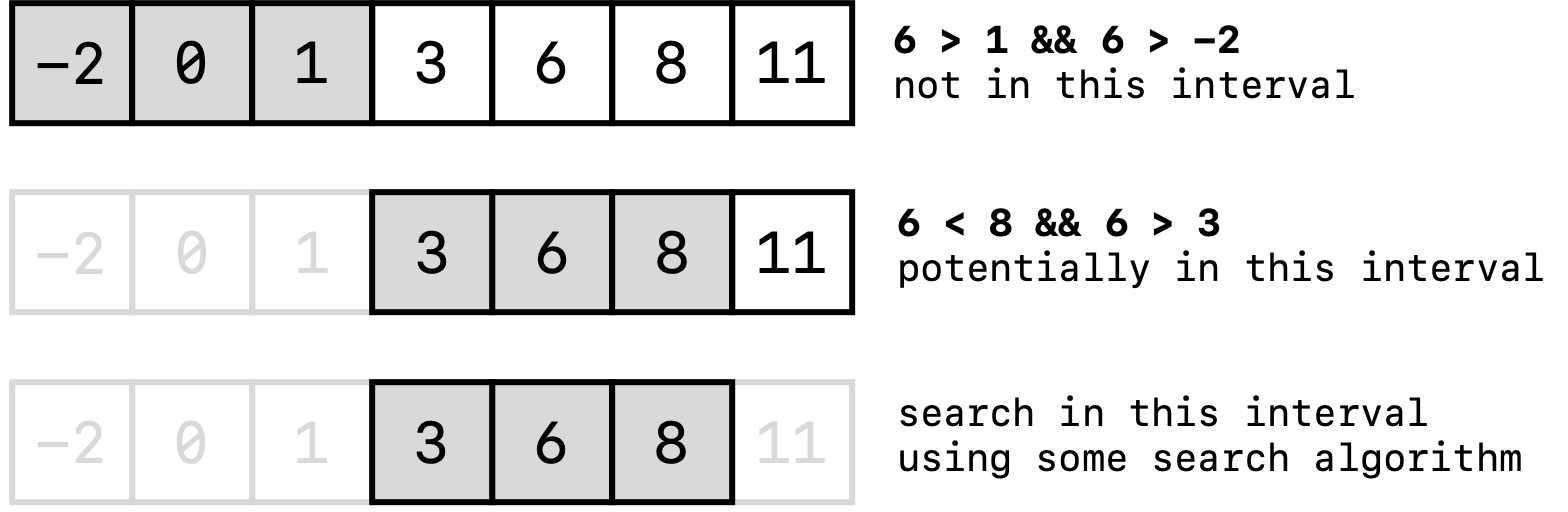 −2 0 1 3 6 8 11
6 > 1 && 6 > −2
not in this interval
−2 0 1 3 6 8 11
6 < 8 && 6 > 3
potentially in this interval
−2 0 1 3 6 8 11
search in this interval
using some search algorithm